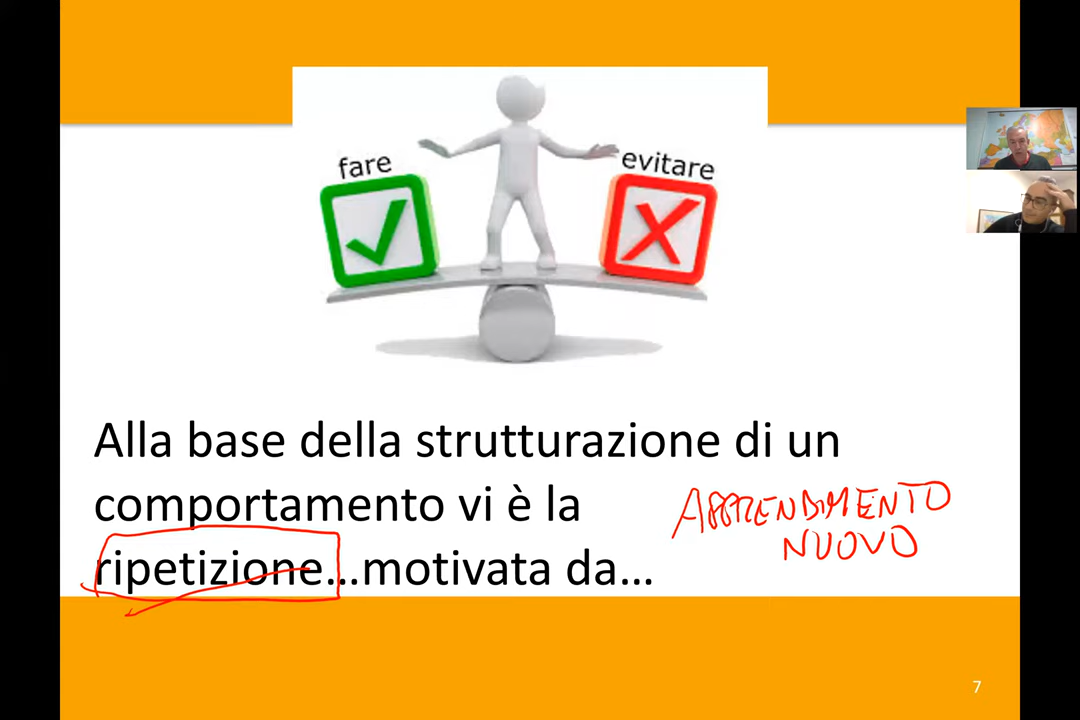 fare
evitare
Alla base della strutturazione di un
comportamento vi è la
ripetizione...motivata da...
APPRENDIMENTO
NUOVO
7